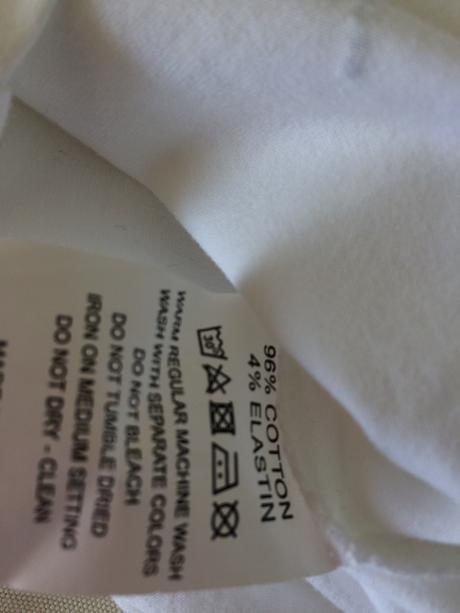 96% COTTON
4% ELASTIN
30
WARM REGULAR MACHINE WASH
WASH WITH SEPARATE COLORS
DO NOT BLEACH
DO NOT TUMBLE DRIED
IRON ON MEDIUM SETTING
DO NOT DRY - CLEAN